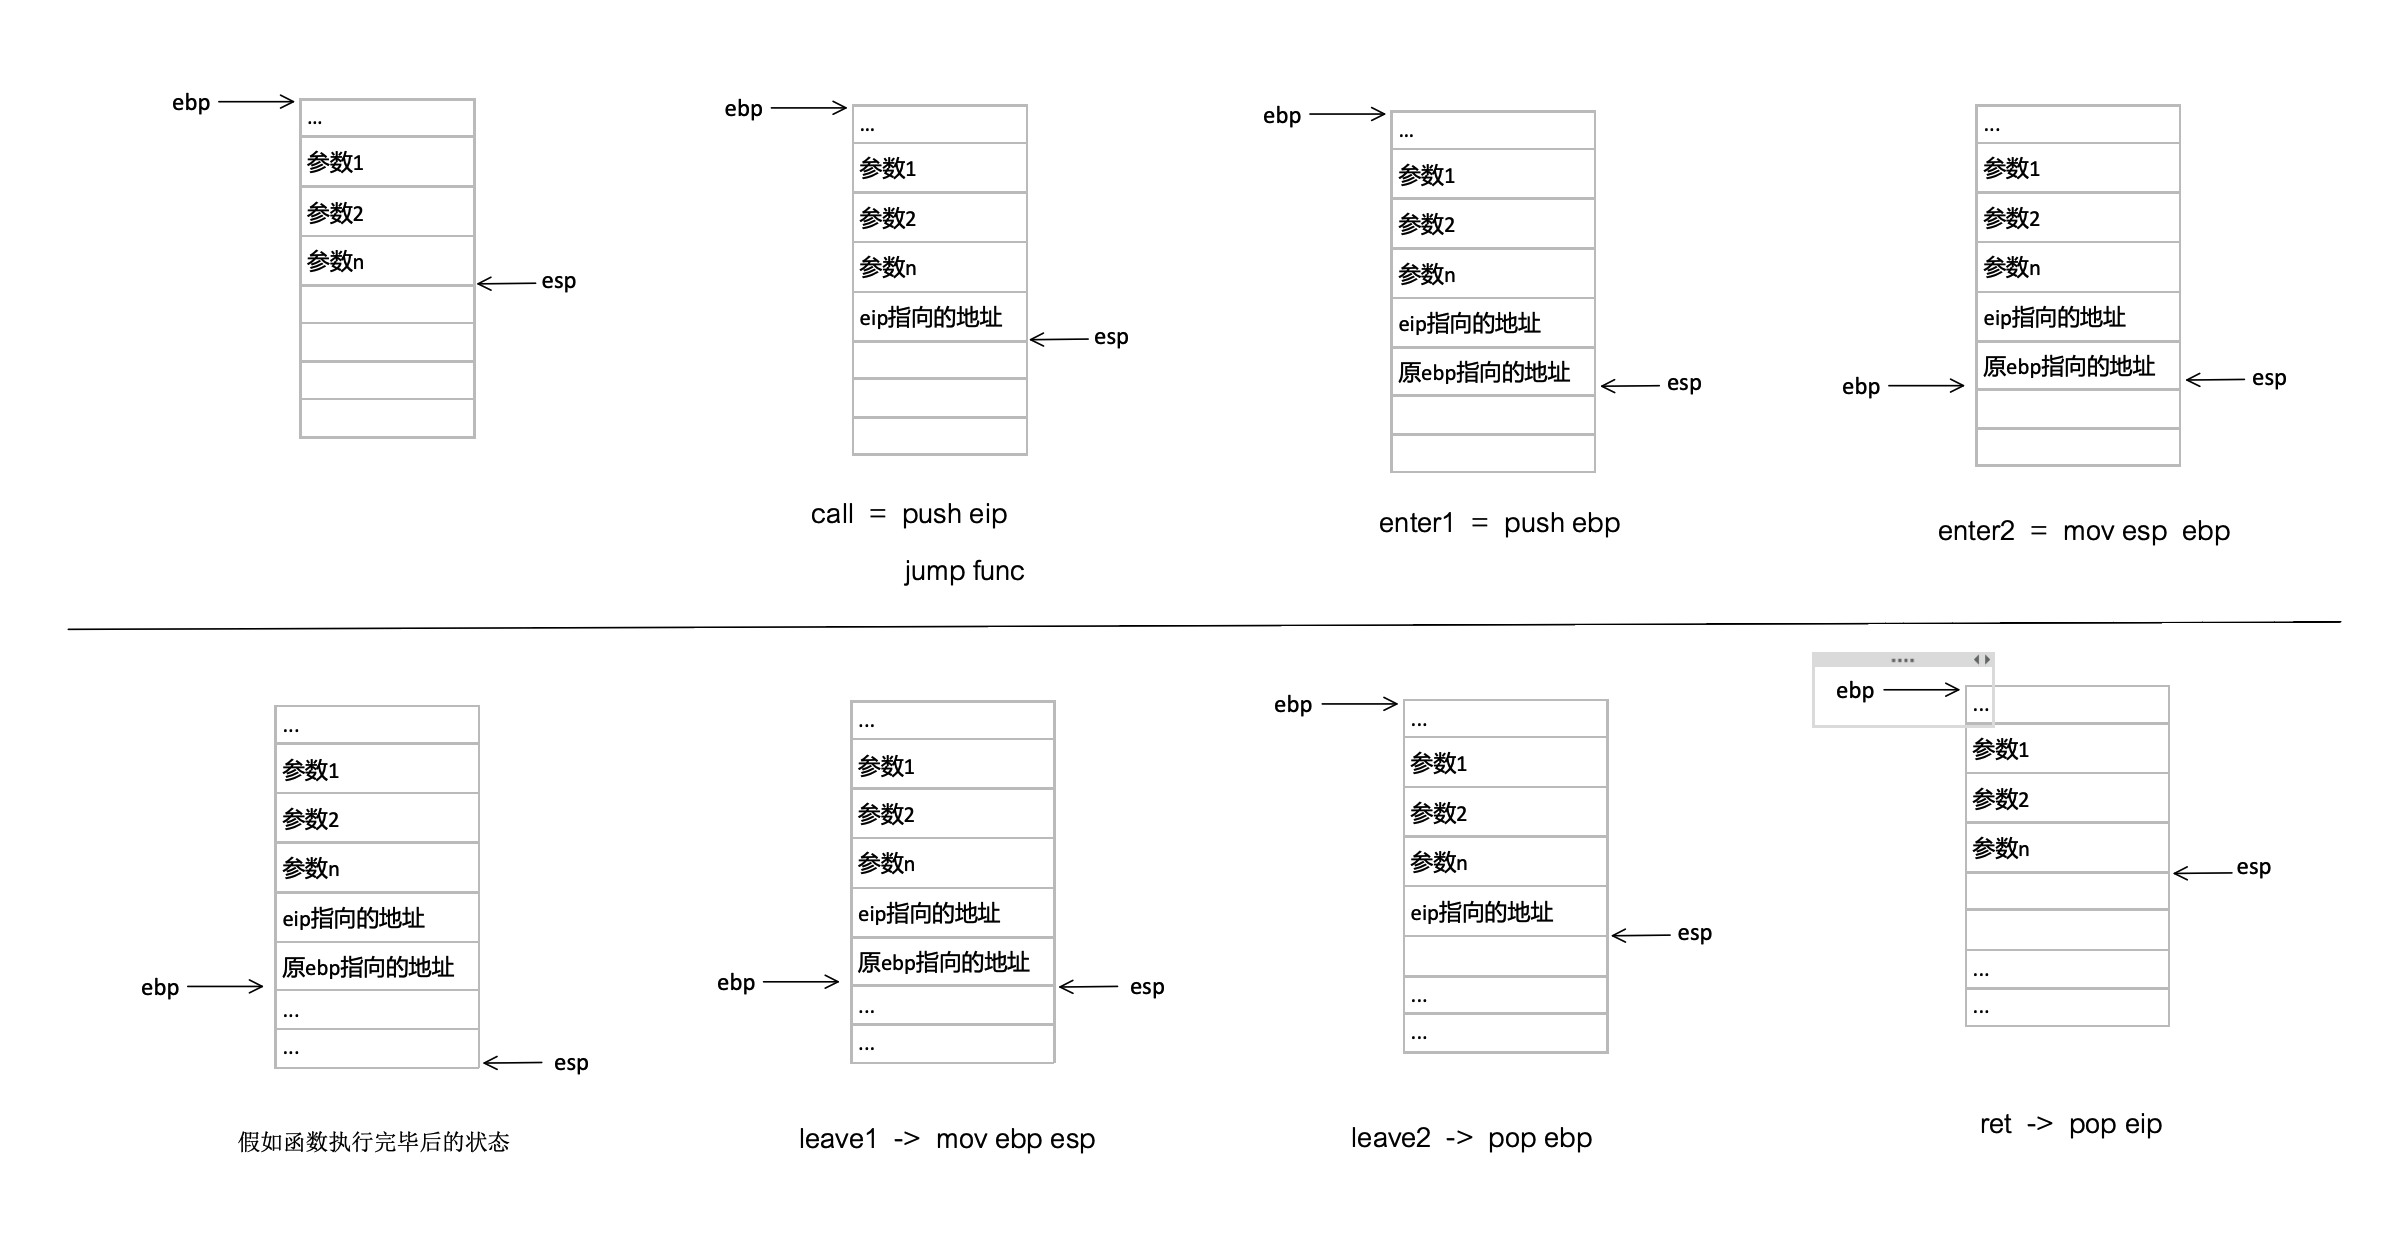 ebp
...
参数1
参数2
参数n
esp
ebp
...
参数1
参数2
参数n
eip指向的地址
esp
call = push eip
jump func
ebp
...
参数1
参数2
参数n
eip指向的地址
原ebp指向的地址
esp
enter1 = push ebp
...
参数1
参数2
参数n
eip指向的地址
原ebp指向的地址
ebp
esp
enter2 = mov esp ebp
...
参数1
参数2
参数n
eip指向的地址
原ebp指向的地址
ebp
...
...
esp
假如函数执行完毕后的状态
...
参数1
参数2
参数n
eip指向的地址
原ebp指向的地址
ebp
esp
...
...
leave1 -> mov ebp esp
ebp
...
参数1
参数2
参数n
eip指向的地址
esp
...
...
leave2 -> pop ebp
ebp
...
参数1
参数2
参数n
esp
...
...
ret -> pop eip